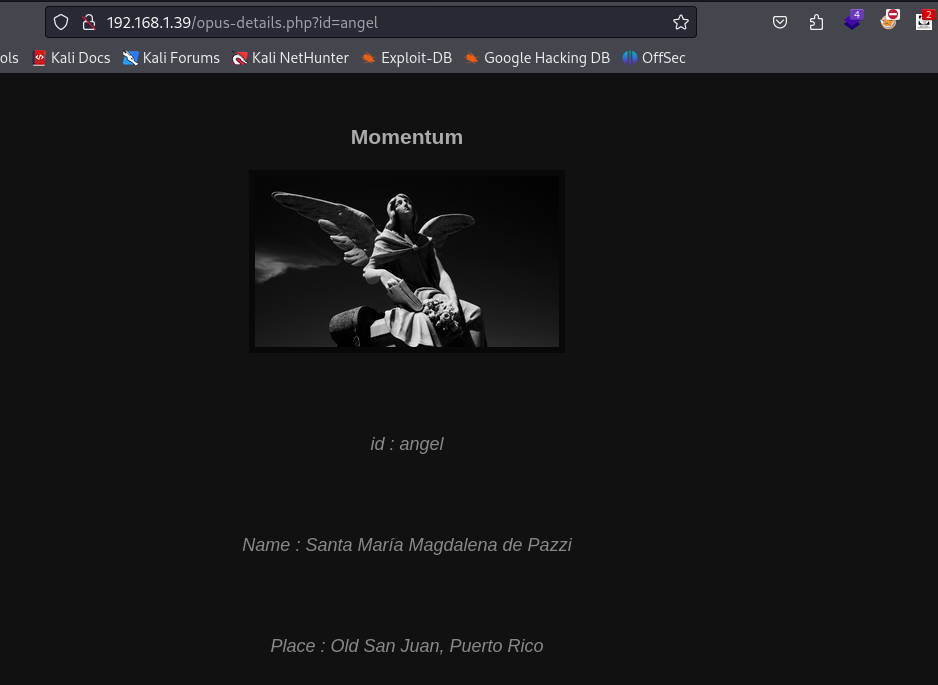 192.168.1.39/opus-details.php?id=angel
4
2
ols Kali Docs Kali Forums Kali NetHunter Exploit-DB Google Hacking DB OffSec
Momentum
id : angel
Name : Santa María Magdalena de Pazzi
Place : Old San Juan, Puerto Rico